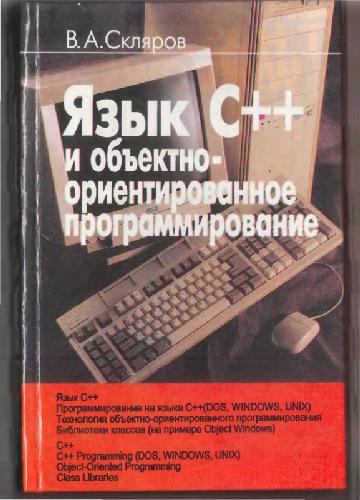 В.А.Скляров
Язык С++
и объектно-
ориентированное
программирование
Язык С++
Программирование на языке С++(DOS, WINDOWS, UNIX)
Технология объектно-ориентированного программирования
Библиотеки классов (на примере Object Windows)
C++
C++ Programming (DOS, WINDOWS, UNIX)
Object-Oriented Programming
Class Libraries